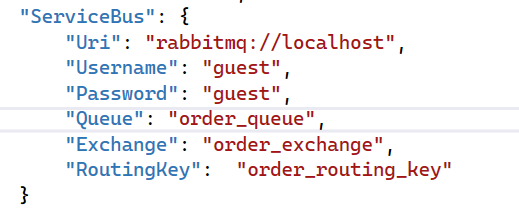 "ServiceBus": {
"Uri": "rabbitmq://localhost",
"Username": "guest",
"Password": "guest",
"Queue": "order_queue",
"Exchange": "order_exchange",
"RoutingKey":  "order_routing_key"
}